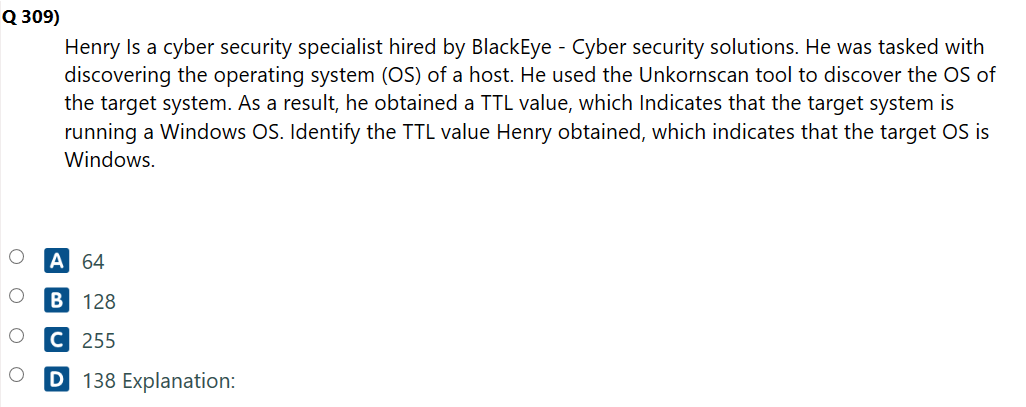 Q 309)
Henry Is a cyber security specialist hired by BlackEye - Cyber security solutions. He was tasked with
discovering the operating system (OS) of a host. He used the Unkornscan tool to discover the OS of
the target system. As a result, he obtained a TTL value, which Indicates that the target system is
running a Windows OS. Identify the TTL value Henry obtained, which indicates that the target OS is
Windows.
A 64
B 128
C 255
D 138 Explanation: